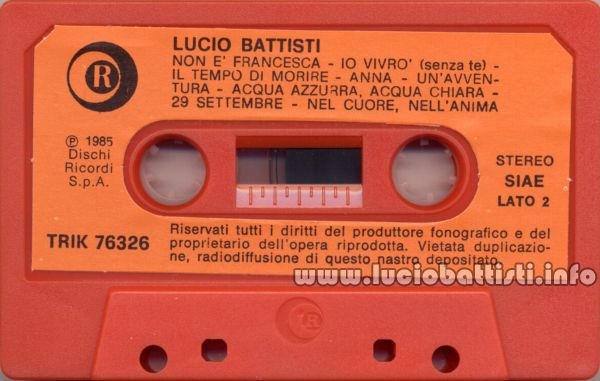 R
LUCIO BATTISTI
NON E' FRANCESCA - IO VIVRO' (senza te) -
IL TEMPO DI MORIRE - ANNA - UN'AVVEN-
TURA - ACQUA AZZURRA, ACQUA CHIARA -
29 SETTEMBRE - NEL CUORE, NELL'ANIMA
Ⓟ 1985
Dischi
Ricordi
S.p.A.
STEREO
SIAE
LATO 2
TRIK 76326
Riservati tutti i diritti del produttore fonografico e del
proprietario dell'opera riprodotta. Vietata duplicazio-
ne, radiodiffusione di questo nastro depositato.
www.luciobattisti.info
R